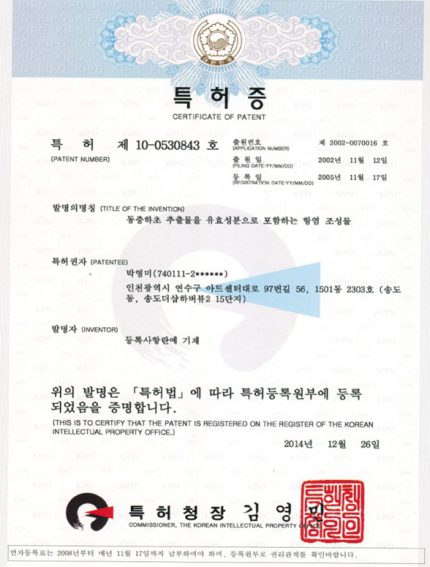 특허증
CERTIFICATE OF PATENT
특 허 제 10-0530843 호
(PATENT NUMBER)
출원번호 제 2002-0070016 호
(APPLICATION NUMBER)
출 원 일 2002년 11월 12일
(FILING DATE:YY/MM/DD)
등 록 일 2005년 11월 17일
(REGISTRATION DATE:YY/MM/DD)
발명의명칭 (TITLE OF THE INVENTION)
동충하초 추출물을 유효성분으로 포함하는 항염 조성물
특허권자 (PATENTEE)
박영미(740111-2●●●●●●)
인천광역시 연수구 아트센터대로 97번길 56, 1501동 2303호 (송도
동, 송도더샵하버뷰2 15단지)
발명자 (INVENTOR)
등록사항란에 기재
위의 발명은 「특허법」에 따라 특허등록원부에 등록
되었음을 증명합니다.
(THIS IS TO CERTIFY THAT THE PATENT IS REGISTERED ON THE REGISTER OF THE KOREAN
INTELLECTUAL PROPERTY OFFICE.)
2014년 12월 26일
특허청장 김영민
COMMISSIONER, THE KOREAN INTELLECTUAL PROPERTY OFFICE
연차등록료는 2008년부터 매년 11월 17일까지 납부하여야 하며, 등록원부로 권리관계를 확인바랍니다.